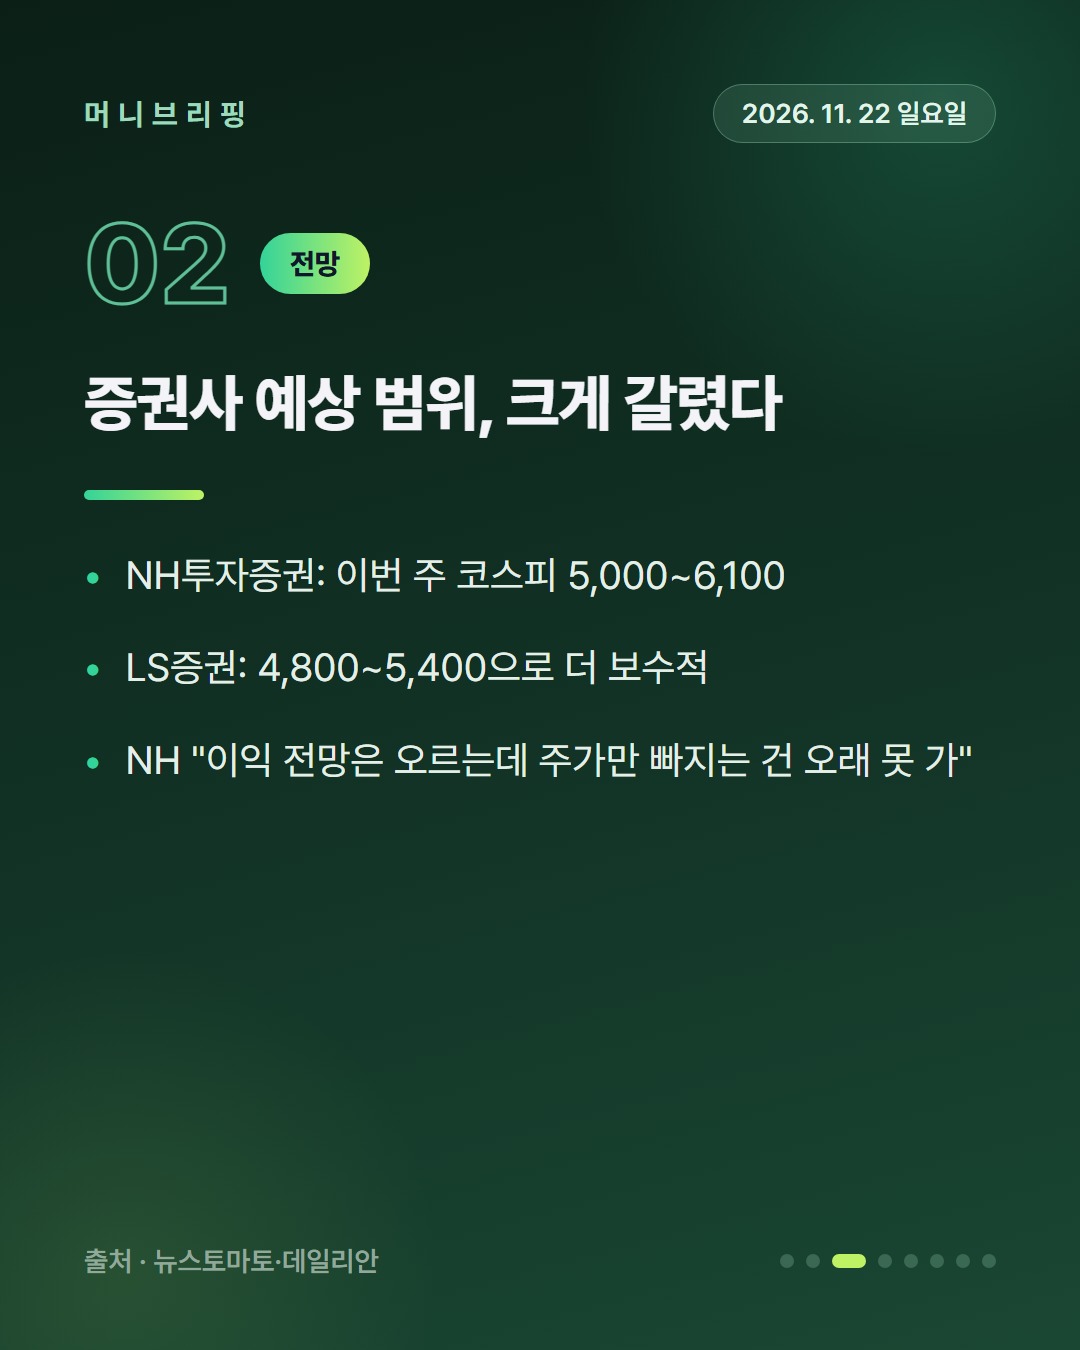 머니브리핑
2026. 11. 22 일요일
02
전망
증권사 예상 범위, 크게 갈렸다
• NH투자증권: 이번 주 코스피 5,000~6,100
• LS증권: 4,800~5,400으로 더 보수적
• NH "이익 전망은 오르는데 주가만 빠지는 건 오래 못 가"
출처 · 뉴스토마토·데일리안